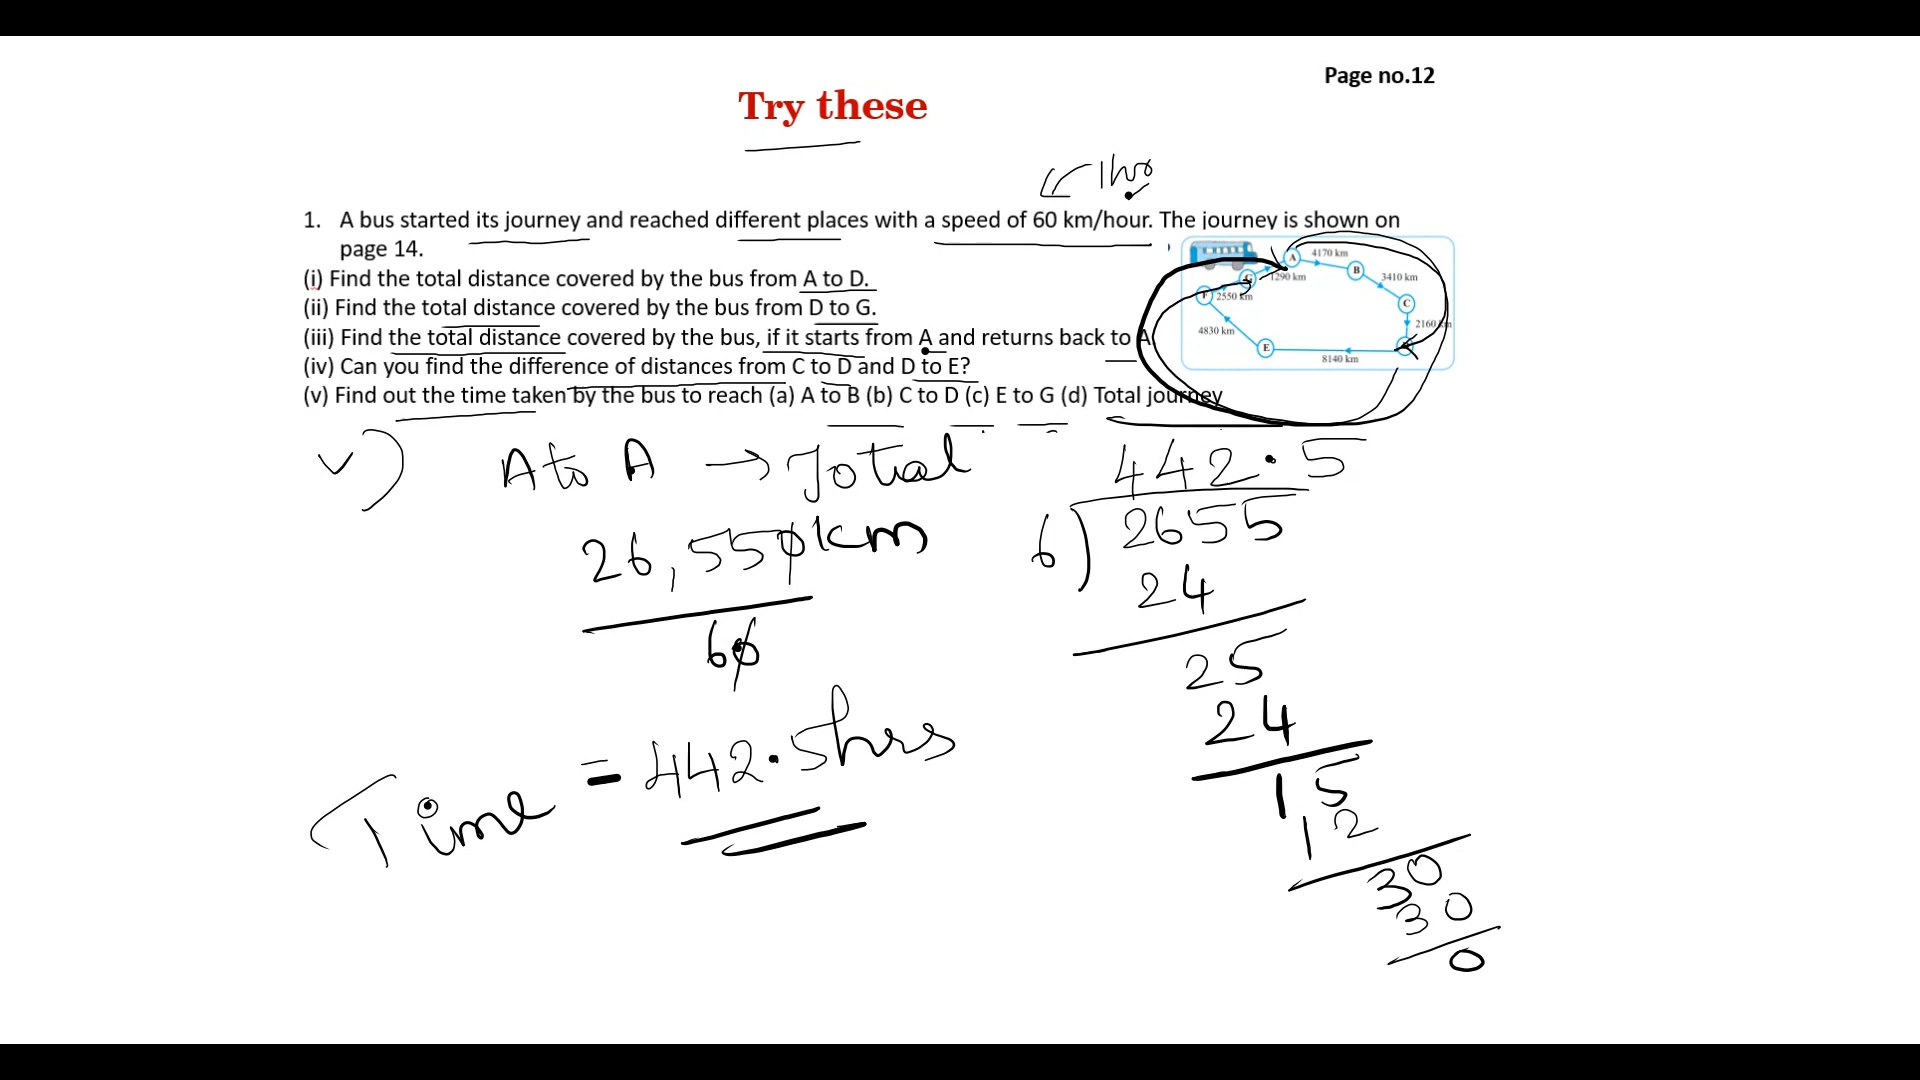 Page no.12
Try these
1hr
1. A bus started its journey and reached different places with a speed of 60 km/hour. The journey is shown on
page 14.
(i) Find the total distance covered by the bus from A to D.
(ii) Find the total distance covered by the bus from D to G.
(iii) Find the total distance covered by the bus, if it starts from A and returns back to A
(iv) Can you find the difference of distances from C to D and D to E?
(v) Find out the time taken by the bus to reach (a) A to B (b) C to D (c) E to G (d) Total journey
A 4170 km
B 3410 km
G 1290 km
F 2550 km
C
2160 km
4830 km
E
8140 km
v) A to A → Total
26,550km
60
Time = 442.5hrs
442.5
6) 2655
24
25
24
15
12
30
30
0